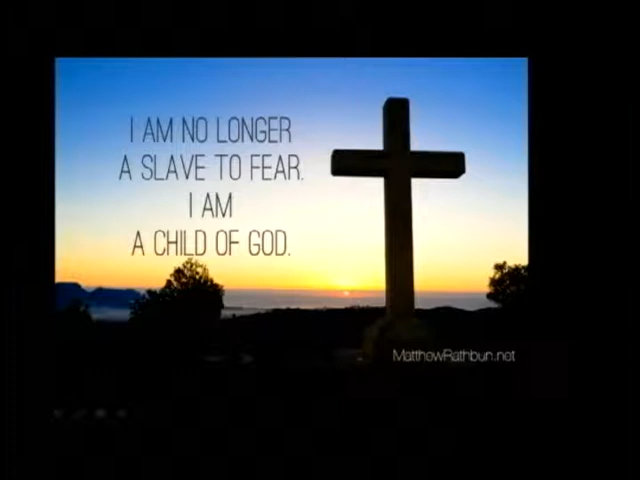 I AM NO LONGER
A SLAVE TO FEAR.
I AM
A CHILD OF GOD.
MatthewRathbun.net